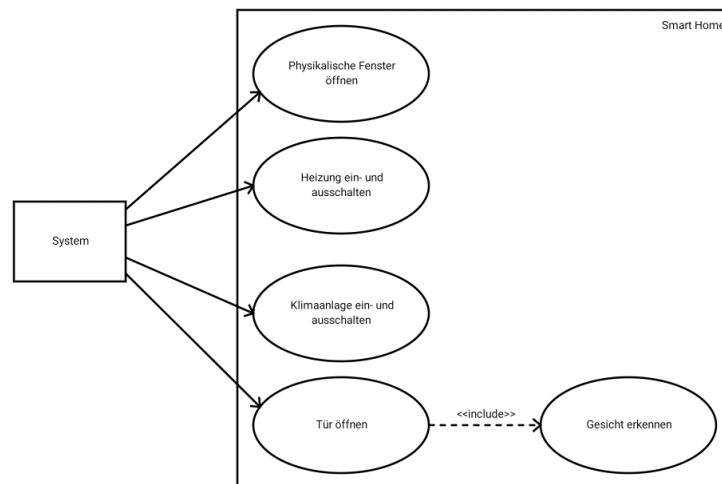 Smart Home
Physikalische Fenster
öffnen
Heizung ein- und
ausschalten
System
Klimaanlage ein- und
ausschalten
Tür öffnen
<<include>>
Gesicht erkennen